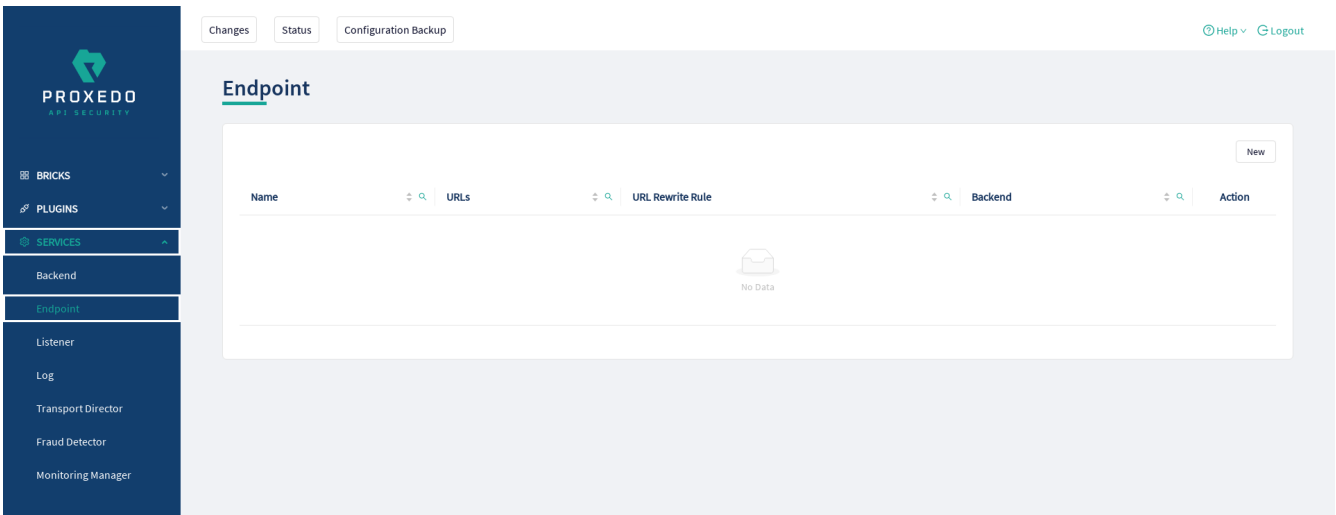 Changes Status Configuration Backup Help Logout
PROXEDO
API SECURITY
Endpoint
New
BRICKS
PLUGINS
SERVICES
Backend
Endpoint
Listener
Log
Transport Director
Fraud Detector
Monitoring Manager
Name URLs URL Rewrite Rule Backend Action
No Data